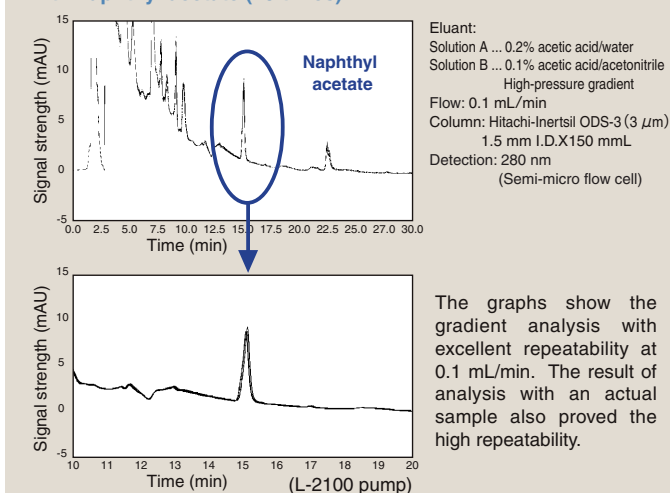 15
10
5
0
-5
Signal strength (mAU)
Naphthyl
acetate
0.0 2.5 5.0 7.5 10.0 12.5 15.0 17.5 20.0 22.5 25.0 27.5 30.0
Time (min)
Eluant:
Solution A ... 0.2% acetic acid/water
Solution B ... 0.1% acetic acid/acetonitrile
High-pressure gradient
Flow: 0.1 mL/min
Column: Hitachi-Inertsil ODS-3 (3 μm)
1.5 mm I.D.X150 mmL
Detection: 280 nm
(Semi-micro flow cell)
15
10
5
0
-5
Signal strength (mAU)
10 11 12 13 14 15 16 17 18 19 20
Time (min)
(L-2100 pump)
The graphs show the
gradient analysis with
excellent repeatability at
0.1 mL/min. The result of
analysis with an actual
sample also proved the
high repeatability.